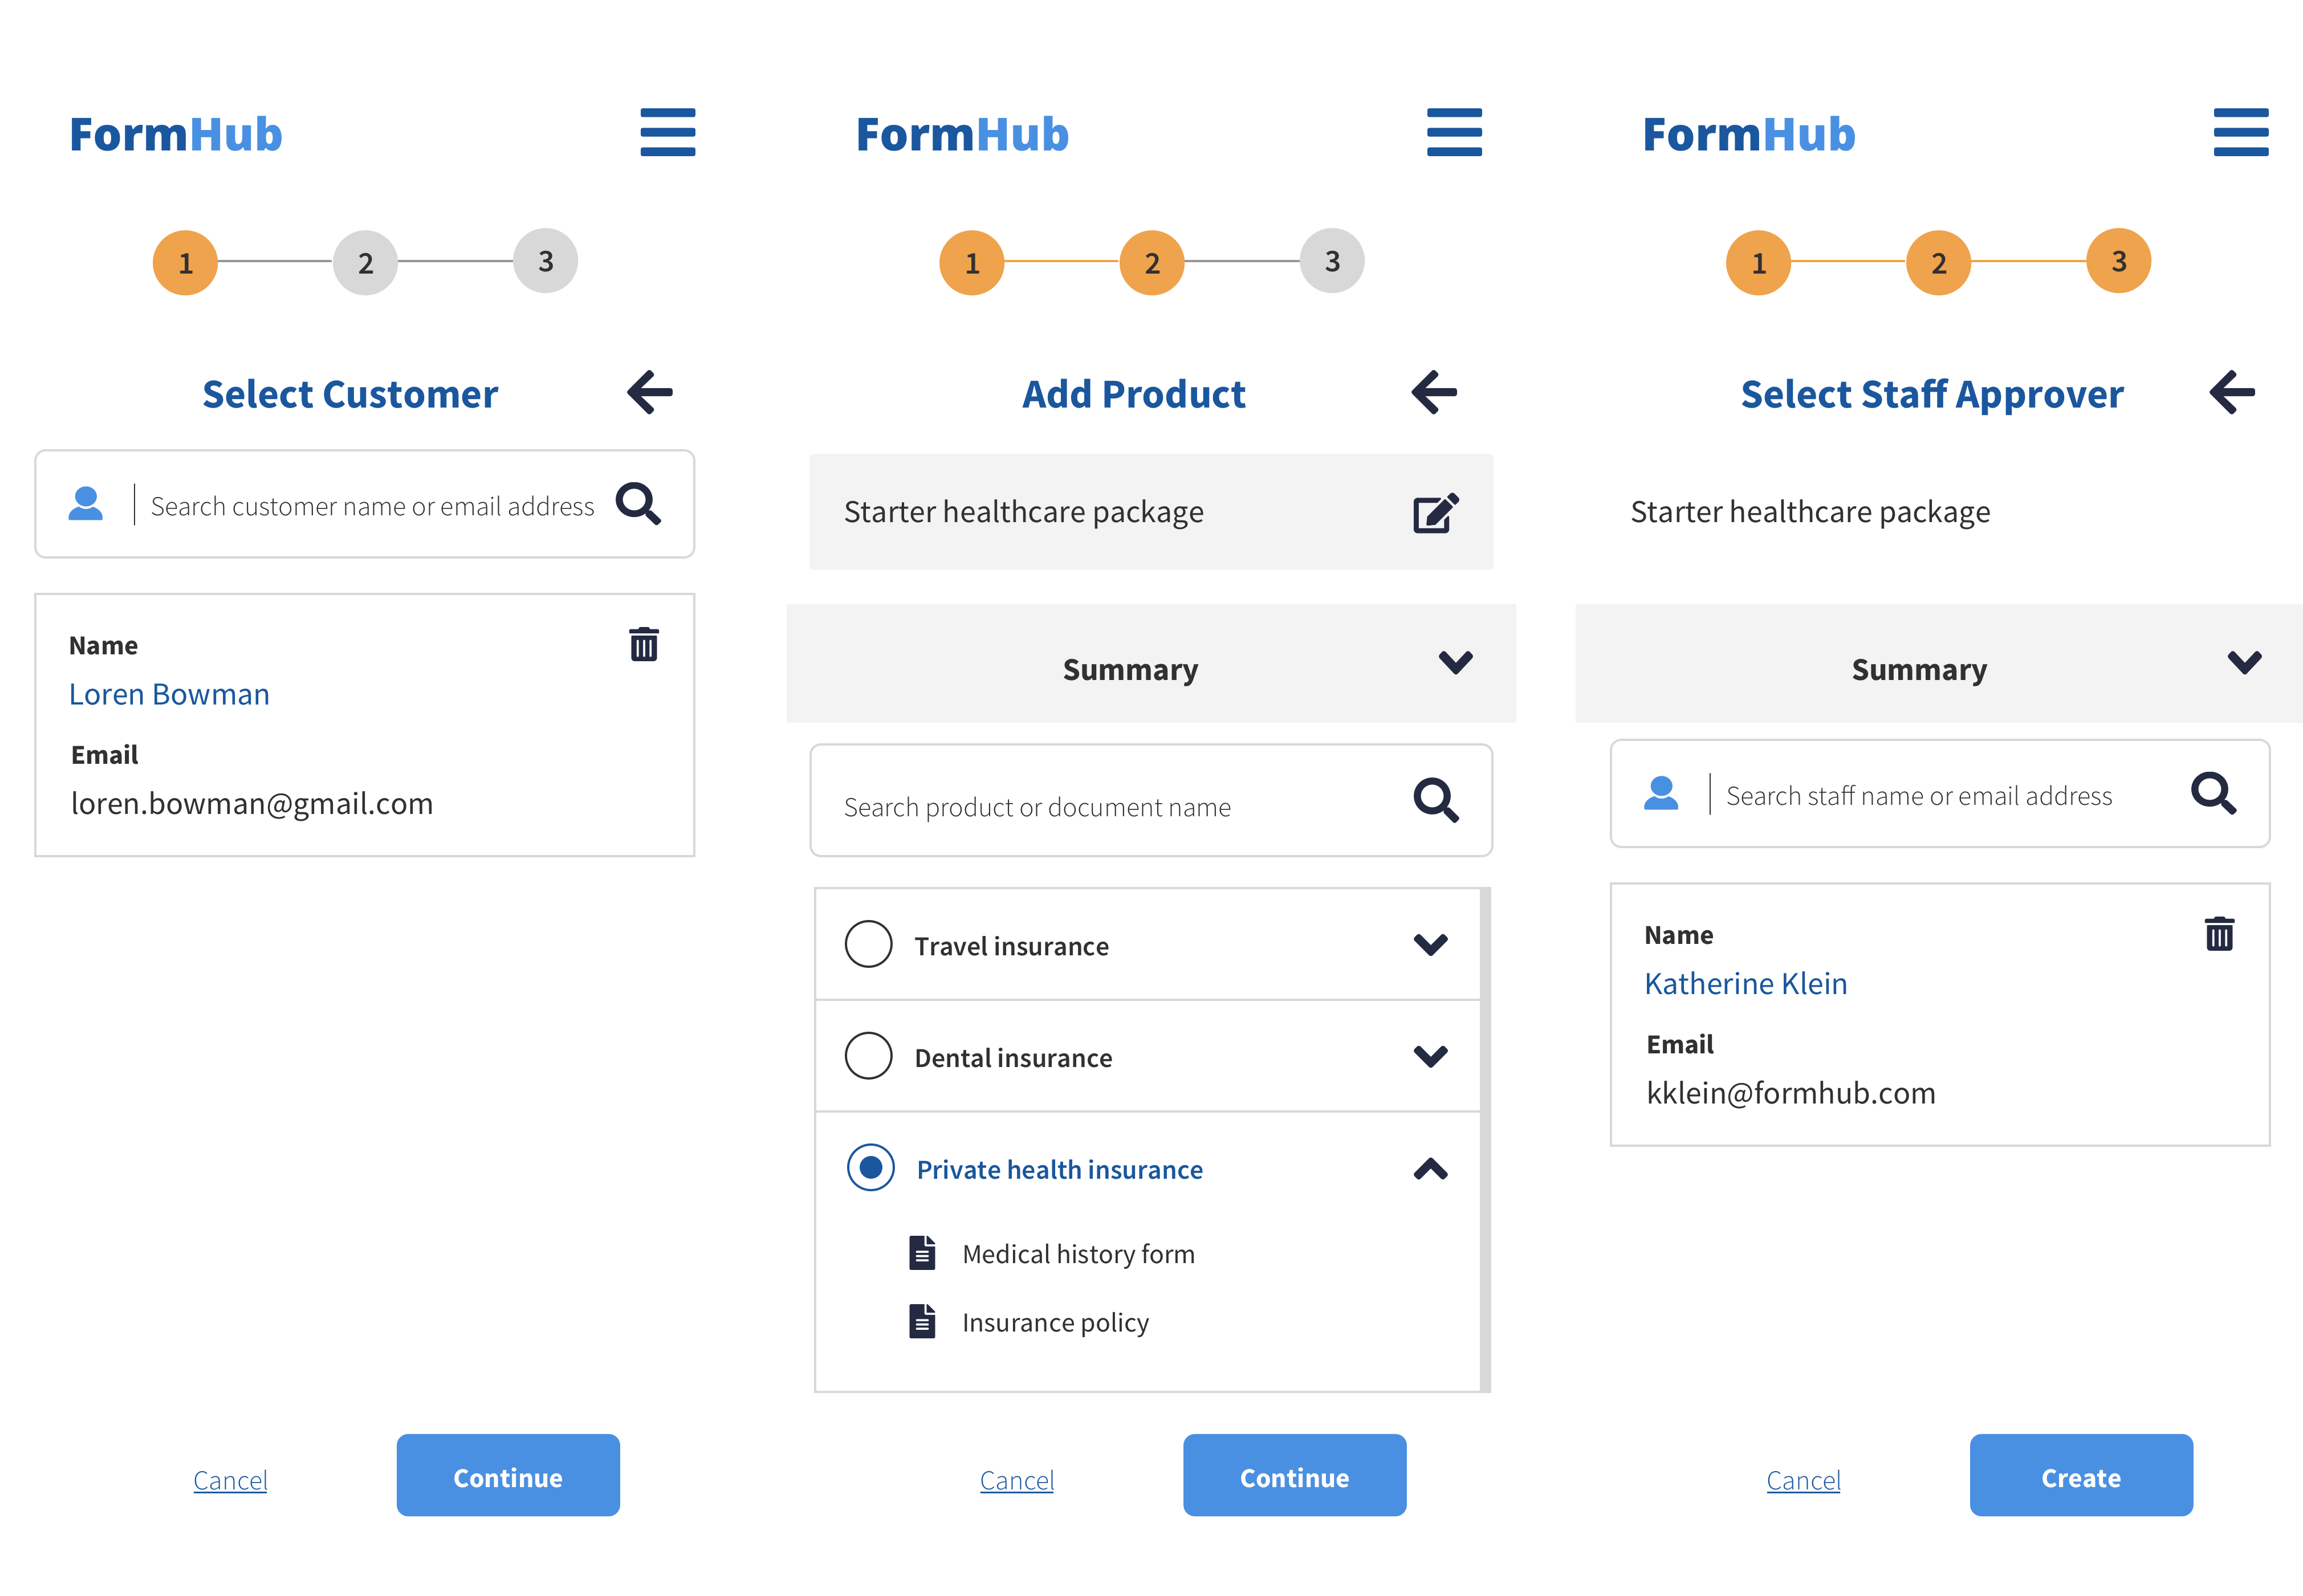 FormHub
1 2 3
Select Customer
Search customer name or email address
Name
Loren Bowman
Email
loren.bowman@gmail.com
Cancel
Continue
FormHub
1 2 3
Add Product
Starter healthcare package
Summary
Search product or document name
Travel insurance
Dental insurance
Private health insurance
Medical history form
Insurance policy
Cancel
Continue
FormHub
1 2 3
Select Staff Approver
Starter healthcare package
Summary
Search staff name or email address
Name
Katherine Klein
Email
kklein@formhub.com
Cancel
Create